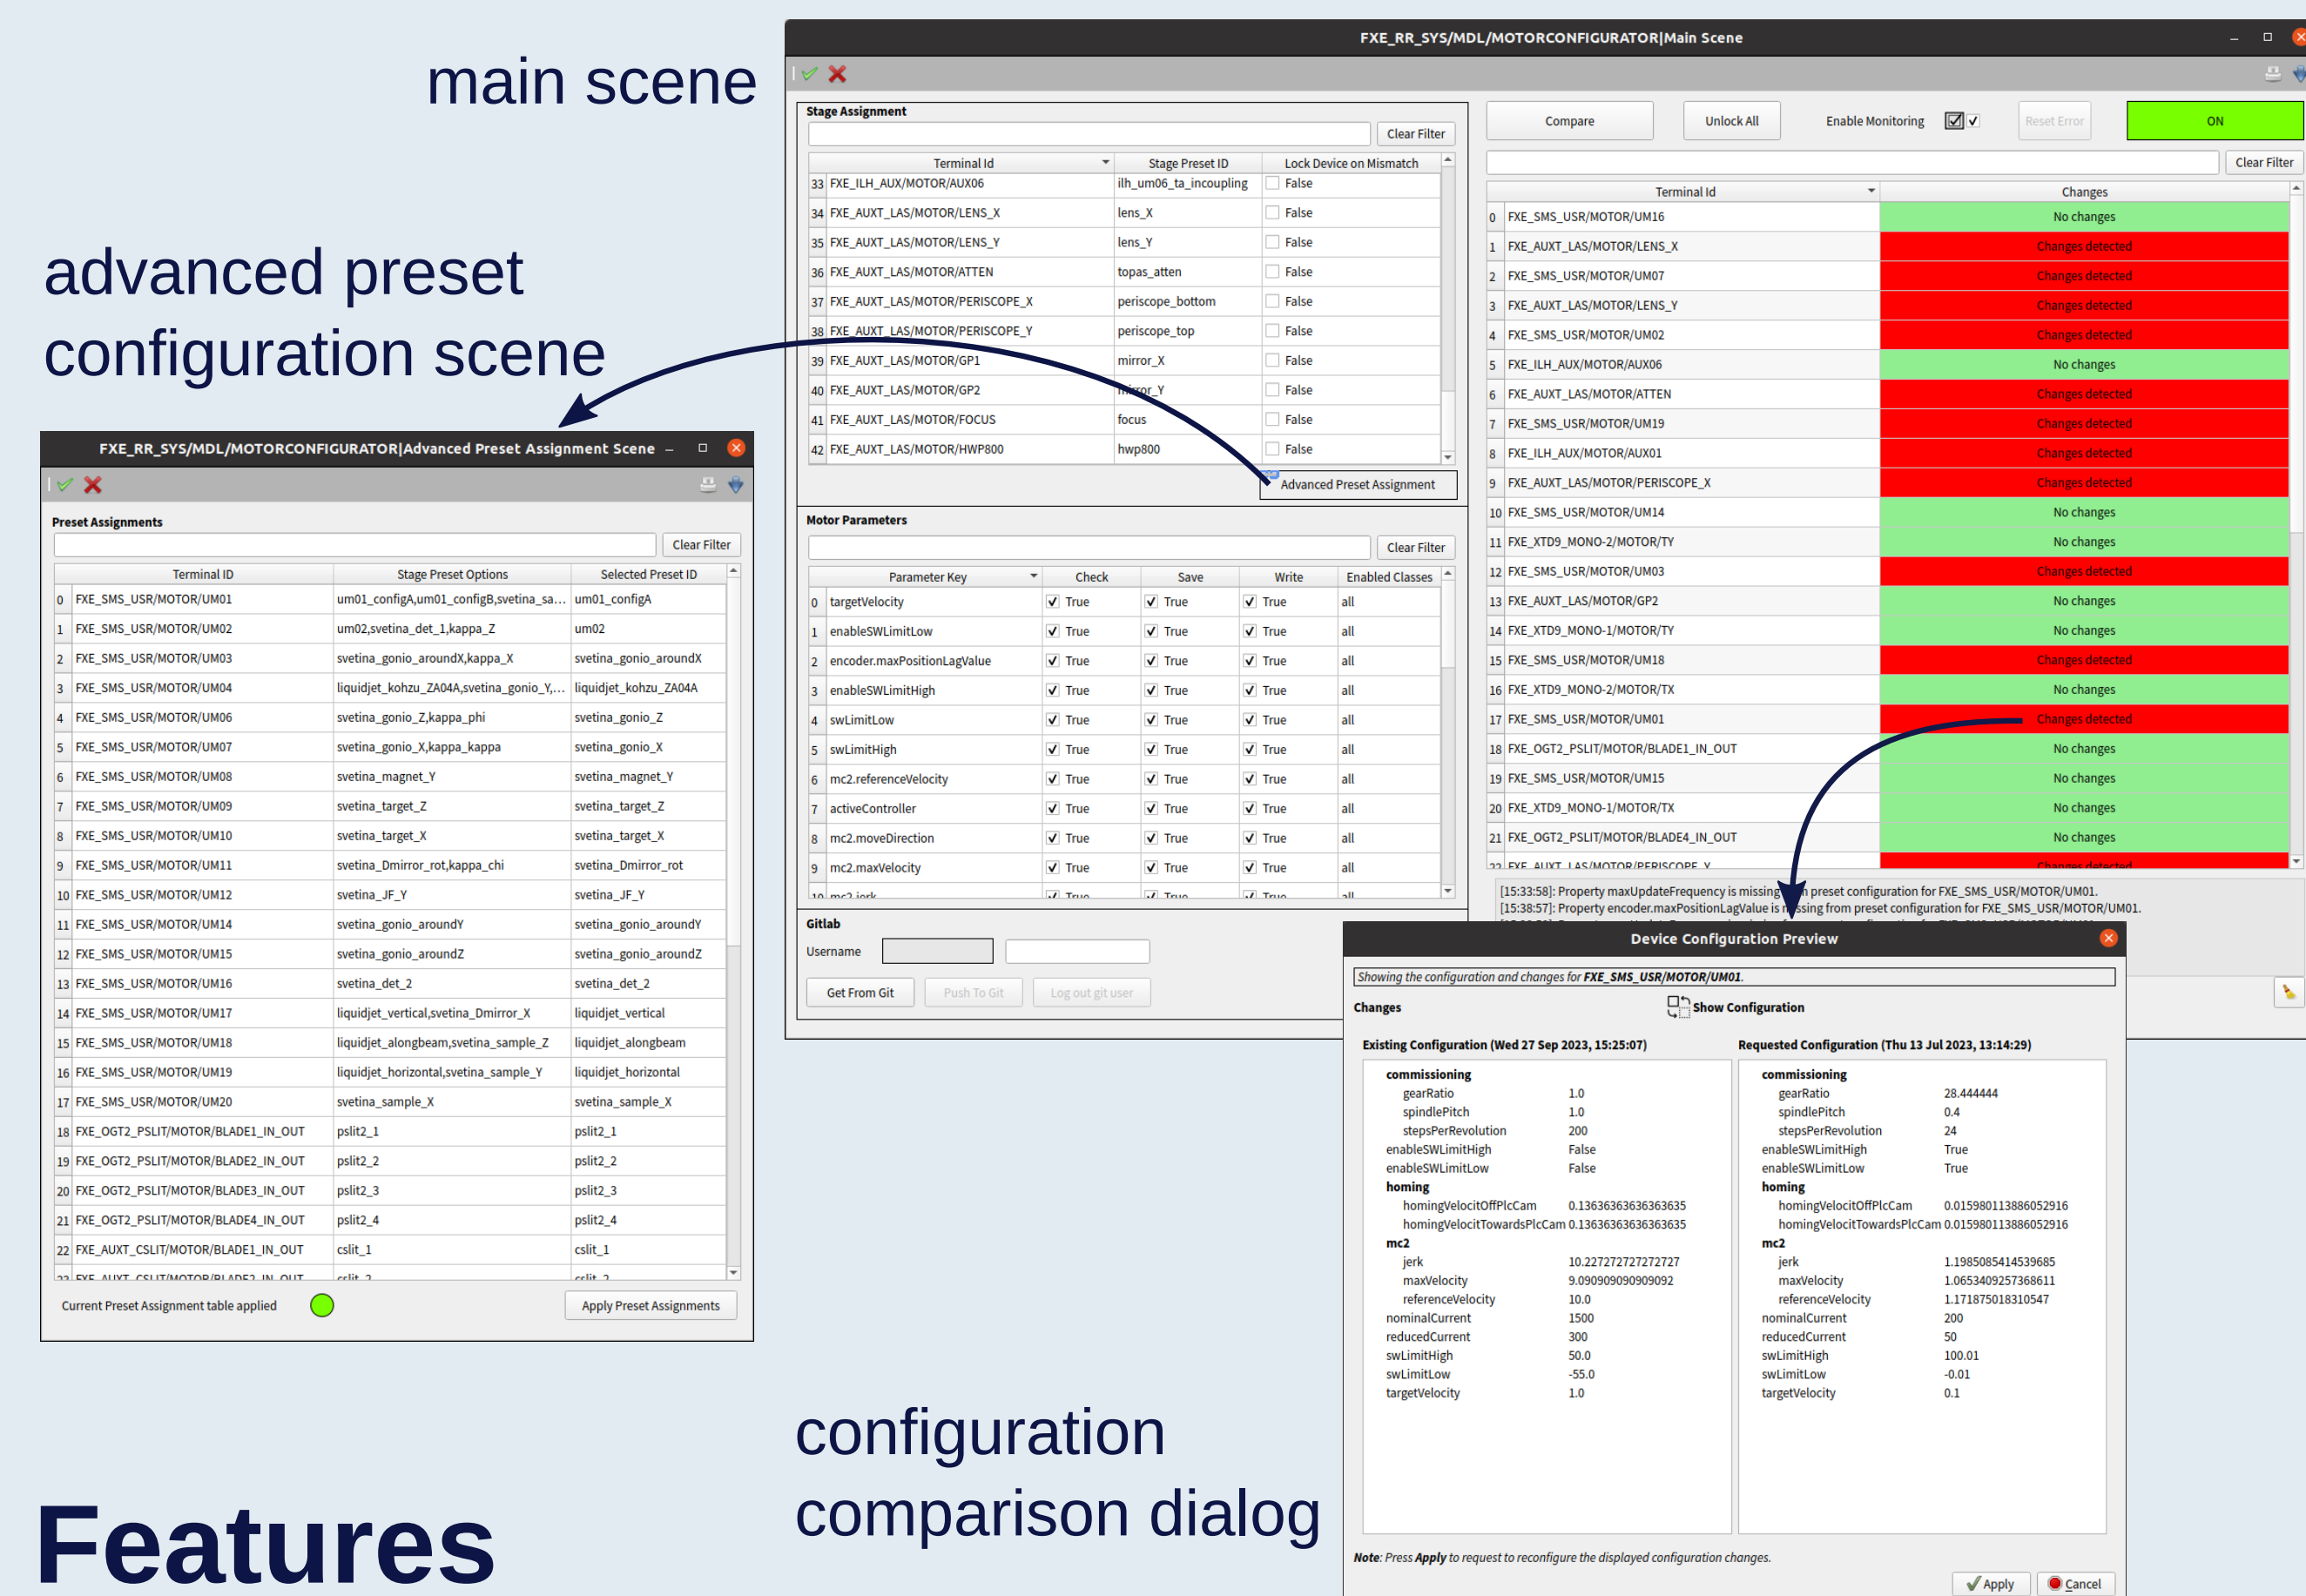 main scene
advanced preset
configuration scene
FXE_RR_SYS/MDL/MOTORCONFIGURATOR|Main Scene
Stage Assignment
Clear Filter
Terminal Id Stage Preset ID Lock Device on Mismatch
33 FXE_ILH_AUX/MOTOR/AUX06 ilh_um06_ta_incoupling False
34 FXE_AUXT_LAS/MOTOR/LENS_X lens_X False
35 FXE_AUXT_LAS/MOTOR/LENS_Y lens_Y False
36 FXE_AUXT_LAS/MOTOR/ATTEN topas_atten False
37 FXE_AUXT_LAS/MOTOR/PERISCOPE_X periscope_bottom False
38 FXE_AUXT_LAS/MOTOR/PERISCOPE_Y periscope_top False
39 FXE_AUXT_LAS/MOTOR/GP1 mirror_X False
40 FXE_AUXT_LAS/MOTOR/GP2 mirror_Y False
41 FXE_AUXT_LAS/MOTOR/FOCUS focus False
42 FXE_AUXT_LAS/MOTOR/HWP800 hwp800 False
Advanced Preset Assignment
Motor Parameters
Clear Filter
Parameter Key Check Save Write Enabled Classes
0 targetVelocity True True True all
1 enableSWLimitLow True True True all
2 encoder.maxPositionLagValue True True True all
3 enableSWLimitHigh True True True all
4 swLimitLow True True True all
5 swLimitHigh True True True all
6 mc2.referenceVelocity True True True all
7 activeController True True True all
8 mc2.moveDirection True True True all
9 mc2.maxVelocity True True True all
10 mc2.jerk True True True all
Gitlab
Username
Get From Git Push To Git Log out git user
Compare Unlock All Enable Monitoring Reset Error ON
Clear Filter
Terminal Id Changes
0 FXE_SMS_USR/MOTOR/UM16 No changes
1 FXE_AUXT_LAS/MOTOR/LENS_X Changes detected
2 FXE_SMS_USR/MOTOR/UM07 Changes detected
3 FXE_AUXT_LAS/MOTOR/LENS_Y Changes detected
4 FXE_SMS_USR/MOTOR/UM02 Changes detected
5 FXE_ILH_AUX/MOTOR/AUX06 No changes
6 FXE_AUXT_LAS/MOTOR/ATTEN Changes detected
7 FXE_SMS_USR/MOTOR/UM19 Changes detected
8 FXE_ILH_AUX/MOTOR/AUX01 Changes detected
9 FXE_AUXT_LAS/MOTOR/PERISCOPE_X Changes detected
10 FXE_SMS_USR/MOTOR/UM14 No changes
11 FXE_XTD9_MONO-2/MOTOR/TY No changes
12 FXE_SMS_USR/MOTOR/UM03 Changes detected
13 FXE_AUXT_LAS/MOTOR/GP2 No changes
14 FXE_XTD9_MONO-1/MOTOR/TY No changes
15 FXE_SMS_USR/MOTOR/UM18 Changes detected
16 FXE_XTD9_MONO-2/MOTOR/TX No changes
17 FXE_SMS_USR/MOTOR/UM01 Changes detected
18 FXE_OGT2_PSLIT/MOTOR/BLADE1_IN_OUT No changes
19 FXE_SMS_USR/MOTOR/UM15 No changes
20 FXE_XTD9_MONO-1/MOTOR/TX No changes
21 FXE_OGT2_PSLIT/MOTOR/BLADE4_IN_OUT No changes
22 FXE_AUXT_LAS/MOTOR/PERISCOPE_Y Changes detected
[15:33:58]: Property maxUpdateFrequency is missing preset configuration for FXE_SMS_USR/MOTOR/UM01.
[15:38:57]: Property encoder.maxPositionLagValue is missing from preset configuration for FXE_SMS_USR/MOTOR/UM01.
FXE_RR_SYS/MDL/MOTORCONFIGURATOR|Advanced Preset Assignment Scene
Preset Assignments
Clear Filter
Terminal ID Stage Preset Options Selected Preset ID
0 FXE_SMS_USR/MOTOR/UM01 um01_configA,um01_configB,svetina_sa... um01_configA
1 FXE_SMS_USR/MOTOR/UM02 um02,svetina_det_1,kappa_Z um02
2 FXE_SMS_USR/MOTOR/UM03 svetina_gonio_aroundX,kappa_X svetina_gonio_aroundX
3 FXE_SMS_USR/MOTOR/UM04 liquidjet_kohzu_ZA04A,svetina_gonio_Y,... liquidjet_kohzu_ZA04A
4 FXE_SMS_USR/MOTOR/UM06 svetina_gonio_Z,kappa_phi svetina_gonio_Z
5 FXE_SMS_USR/MOTOR/UM07 svetina_gonio_X,kappa_kappa svetina_gonio_X
6 FXE_SMS_USR/MOTOR/UM08 svetina_magnet_Y svetina_magnet_Y
7 FXE_SMS_USR/MOTOR/UM09 svetina_target_Z svetina_target_Z
8 FXE_SMS_USR/MOTOR/UM10 svetina_target_X svetina_target_X
9 FXE_SMS_USR/MOTOR/UM11 svetina_Dmirror_rot,kappa_chi svetina_Dmirror_rot
10 FXE_SMS_USR/MOTOR/UM12 svetina_JF_Y svetina_JF_Y
11 FXE_SMS_USR/MOTOR/UM14 svetina_gonio_aroundY svetina_gonio_aroundY
12 FXE_SMS_USR/MOTOR/UM15 svetina_gonio_aroundZ svetina_gonio_aroundZ
13 FXE_SMS_USR/MOTOR/UM16 svetina_det_2 svetina_det_2
14 FXE_SMS_USR/MOTOR/UM17 liquidjet_vertical,svetina_Dmirror_X liquidjet_vertical
15 FXE_SMS_USR/MOTOR/UM18 liquidjet_alongbeam,svetina_sample_Z liquidjet_alongbeam
16 FXE_SMS_USR/MOTOR/UM19 liquidjet_horizontal,svetina_sample_Y liquidjet_horizontal
17 FXE_SMS_USR/MOTOR/UM20 svetina_sample_X svetina_sample_X
18 FXE_OGT2_PSLIT/MOTOR/BLADE1_IN_OUT pslit2_1 pslit2_1
19 FXE_OGT2_PSLIT/MOTOR/BLADE2_IN_OUT pslit2_2 pslit2_2
20 FXE_OGT2_PSLIT/MOTOR/BLADE3_IN_OUT pslit2_3 pslit2_3
21 FXE_OGT2_PSLIT/MOTOR/BLADE4_IN_OUT pslit2_4 pslit2_4
22 FXE_AUXT_CSLIT/MOTOR/BLADE1_IN_OUT cslit_1 cslit_1
23 FXE_AUXT_CSLIT/MOTOR/BLADE2_IN_OUT cslit_2 cslit_2
Current Preset Assignment table applied Apply Preset Assignments
Device Configuration Preview
Showing the configuration and changes for FXE_SMS_USR/MOTOR/UM01.
Changes Show Configuration
Existing Configuration (Wed 27 Sep 2023, 15:25:07) Requested Configuration (Thu 13 Jul 2023, 13:14:29)
commissioning commissioning
gearRatio 1.0 gearRatio 28.444444
spindlePitch 1.0 spindlePitch 0.4
stepsPerRevolution 200 stepsPerRevolution 24
enableSWLimitHigh False enableSWLimitHigh True
enableSWLimitLow False enableSWLimitLow True
homing homing
homingVelocitOffPlcCam 0.13636363636363635 homingVelocitOffPlcCam 0.015980113886052916
homingVelocitTowardsPlcCam 0.13636363636363635 homingVelocitTowardsPlcCam 0.015980113886052916
mc2 mc2
jerk 10.227272727272727 jerk 1.1985085414539685
maxVelocity 9.090909090909092 maxVelocity 1.0653409257368611
referenceVelocity 10.0 referenceVelocity 1.171875018310547
nominalCurrent 1500 nominalCurrent 200
reducedCurrent 300 reducedCurrent 50
swLimitHigh 50.0 swLimitHigh 100.01
swLimitLow -55.0 swLimitLow -0.01
targetVelocity 1.0 targetVelocity 0.1
Note: Press Apply to request to reconfigure the displayed configuration changes.
Apply Cancel
configuration
comparison dialog
Features